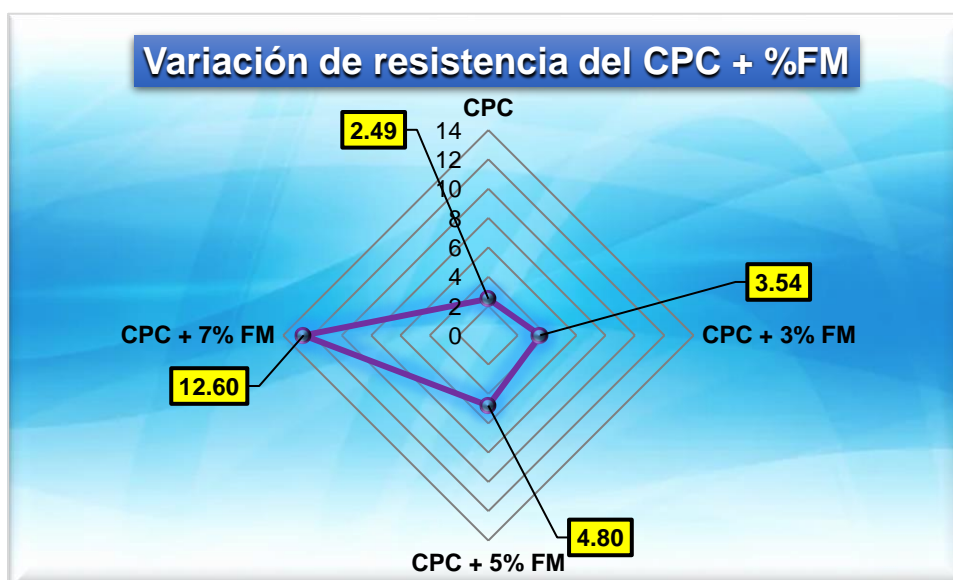 Variación de resistencia del CPC + %FM
CPC
2.49
14
12
10
8
6
4
2
0
3.54
CPC + 3% FM
CPC + 7% FM
12.60
4.80
CPC + 5% FM